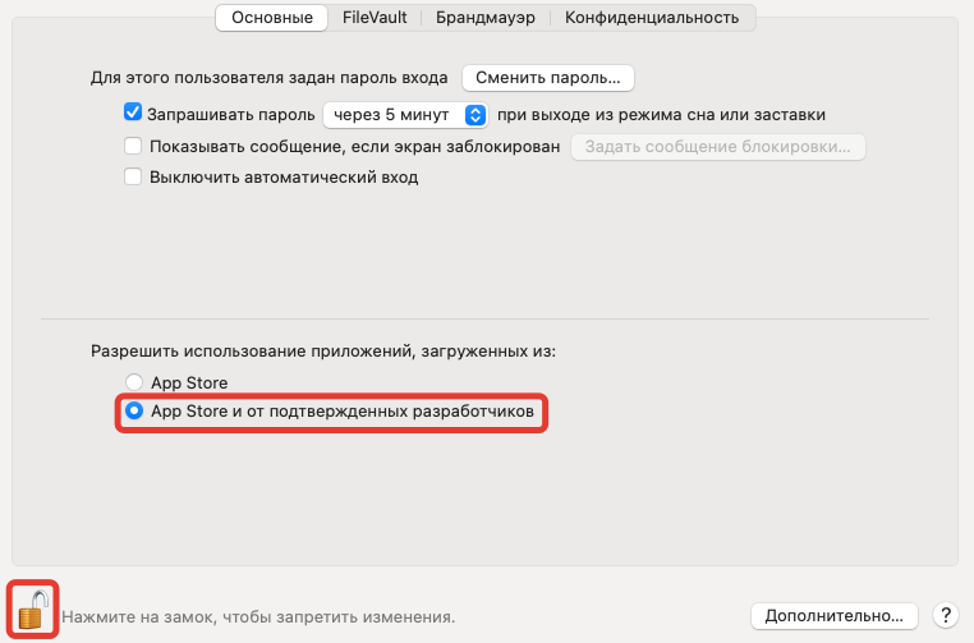 Основные FileVault Брандмауэр Конфиденциальность
Для этого пользователя задан пароль входа Сменить пароль...
Запрашивать пароль через 5 минут при выходе из режима сна или заставки
Показывать сообщение, если экран заблокирован Задать сообщение блокировки...
Выключить автоматический вход
Разрешить использование приложений, загруженных из:
App Store
App Store и от подтвержденных разработчиков
Нажмите на замок, чтобы запретить изменения.
Дополнительно... ?